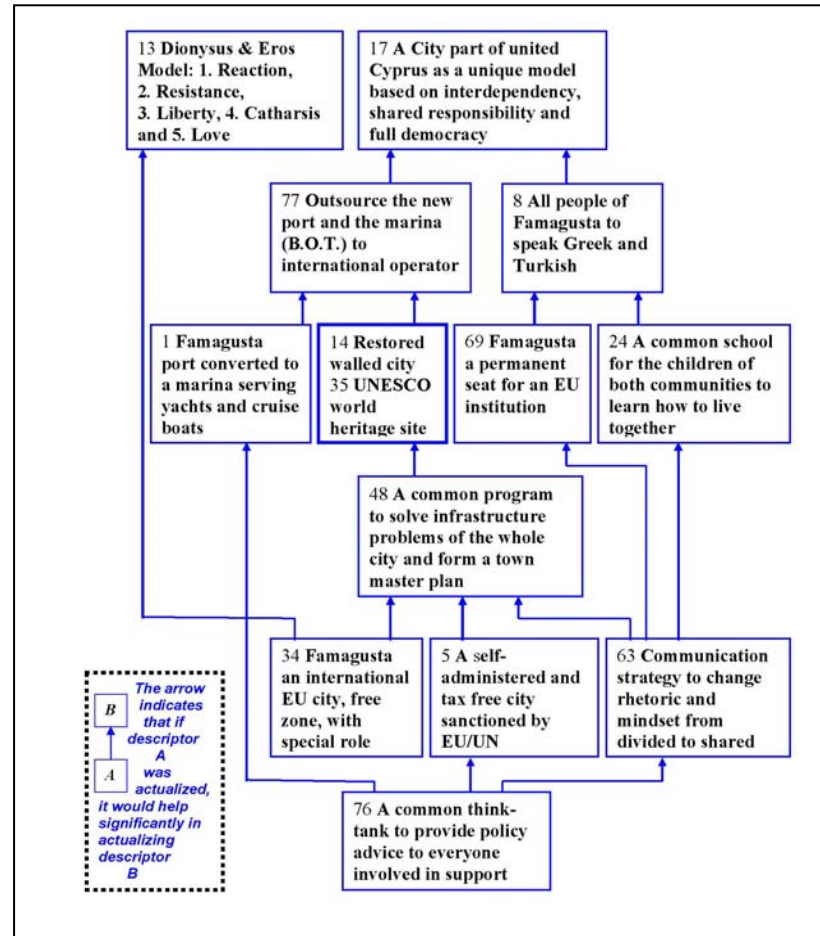 13 Dionysus & Eros
Model: 1. Reaction,
2. Resistance,
3. Liberty, 4. Catharsis
and 5. Love
17 A City part of united
Cyprus as a unique model
based on interdependency,
shared responsibility and
full democracy
77 Outsource the new
port and the marina
(B.O.T.) to
international operator
8 All people of
Famagusta to
speak Greek and
Turkish
1 Famagusta
port converted to
a marina serving
yachts and cruise
boats
14 Restored
walled city
35 UNESCO
world
heritage site
69 Famagusta
a permanent
seat for an EU
institution
24 A common school
for the children of
both communities to
learn how to live
together
48 A common program
to solve infrastructure
problems of the whole
city and form a town
master plan
34 Famagusta
an international
EU city, free
zone, with
special role
5 A self-
administered and
tax free city
sanctioned by
EU/UN
63 Communication
strategy to change
rhetoric and
mindset from
divided to shared
76 A common think-
tank to provide policy
advice to everyone
involved in support
B
A
The arrow
indicates
that if
descriptor
A
was
actualized,
it would help
significantly in
actualizing
descriptor
B